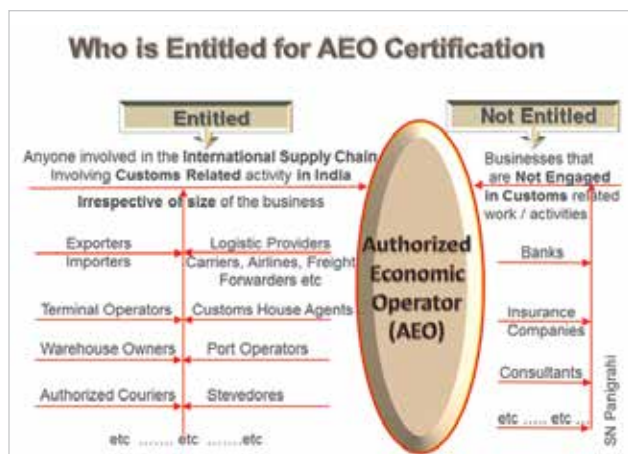 Who is Entitled for AEO Certification
Entitled
Anyone involved in the International Supply Chain
Involving Customs Related activity in India
Irrespective of size of the business
Exporters
Importers
Logistic Providers
Carriers, Airlines, Freight
Forwarders etc
Terminal Operators
Customs House Agents
Warehouse Owners
Port Operators
Authorized Couriers
Stevedores
etc ....... etc .......etc
Authorized
Economic
Operator
(AEO)
Not Entitled
Businesses that
are Not Engaged
in Customs related
work / activities
Banks
Insurance
Companies
Consultants
etc ..... etc ...
SN Panigrahi